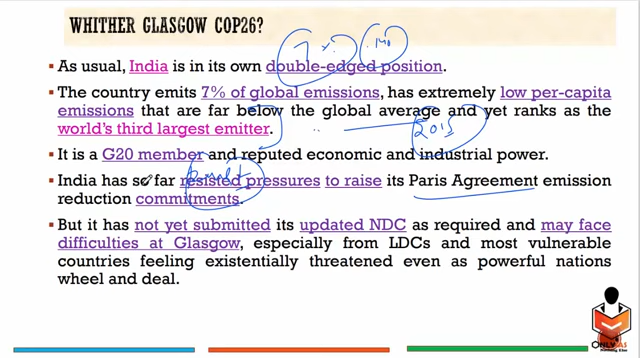 WHITHER GLASGOW COP26?
▪ As usual, India is in its own double-edged position.
▪ The country emits 7% of global emissions, has extremely low per-capita
emissions that are far below the global average and yet ranks as the
world's third largest emitter.
▪ It is a G20 member and reputed economic and industrial power.
▪ India has so far resisted pressures to raise its Paris Agreement emission
reduction commitments.
▪ But it has not yet submitted its updated NDC as required and may face
difficulties at Glasgow, especially from LDCs and most vulnerable
countries feeling existentially threatened even as powerful nations
wheel and deal.
7 %
2015
ONLY IAS